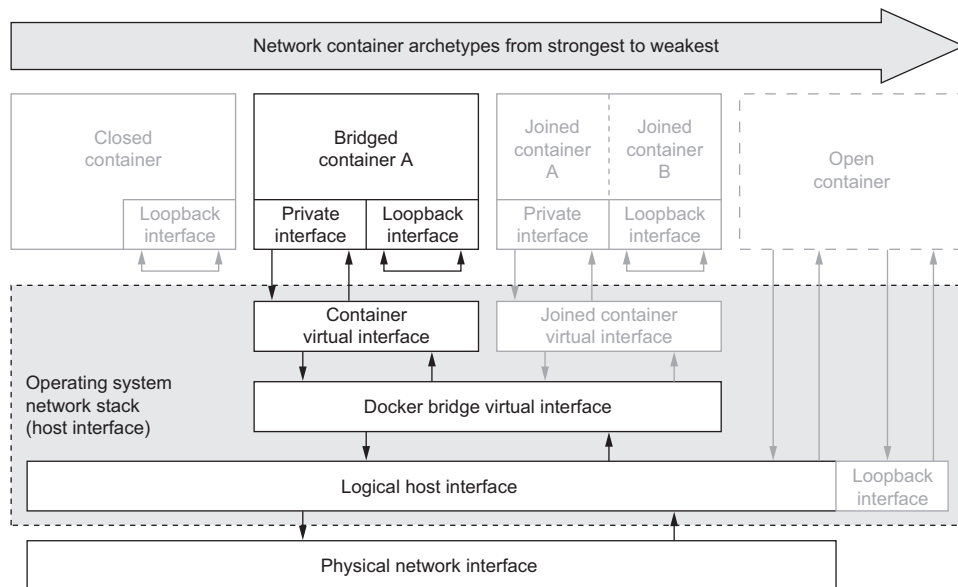 Network container archetypes from strongest to weakest
Closed
container
Loopback
interface
Bridged
container A
Private
interface
Loopback
interface
Joined
container
A
Joined
container
B
Private
interface
Loopback
interface
Open
container
Container
virtual interface
Joined container
virtual interface
Operating system
network stack
(host interface)
Docker bridge virtual interface
Logical host interface
Loopback
interface
Physical network interface